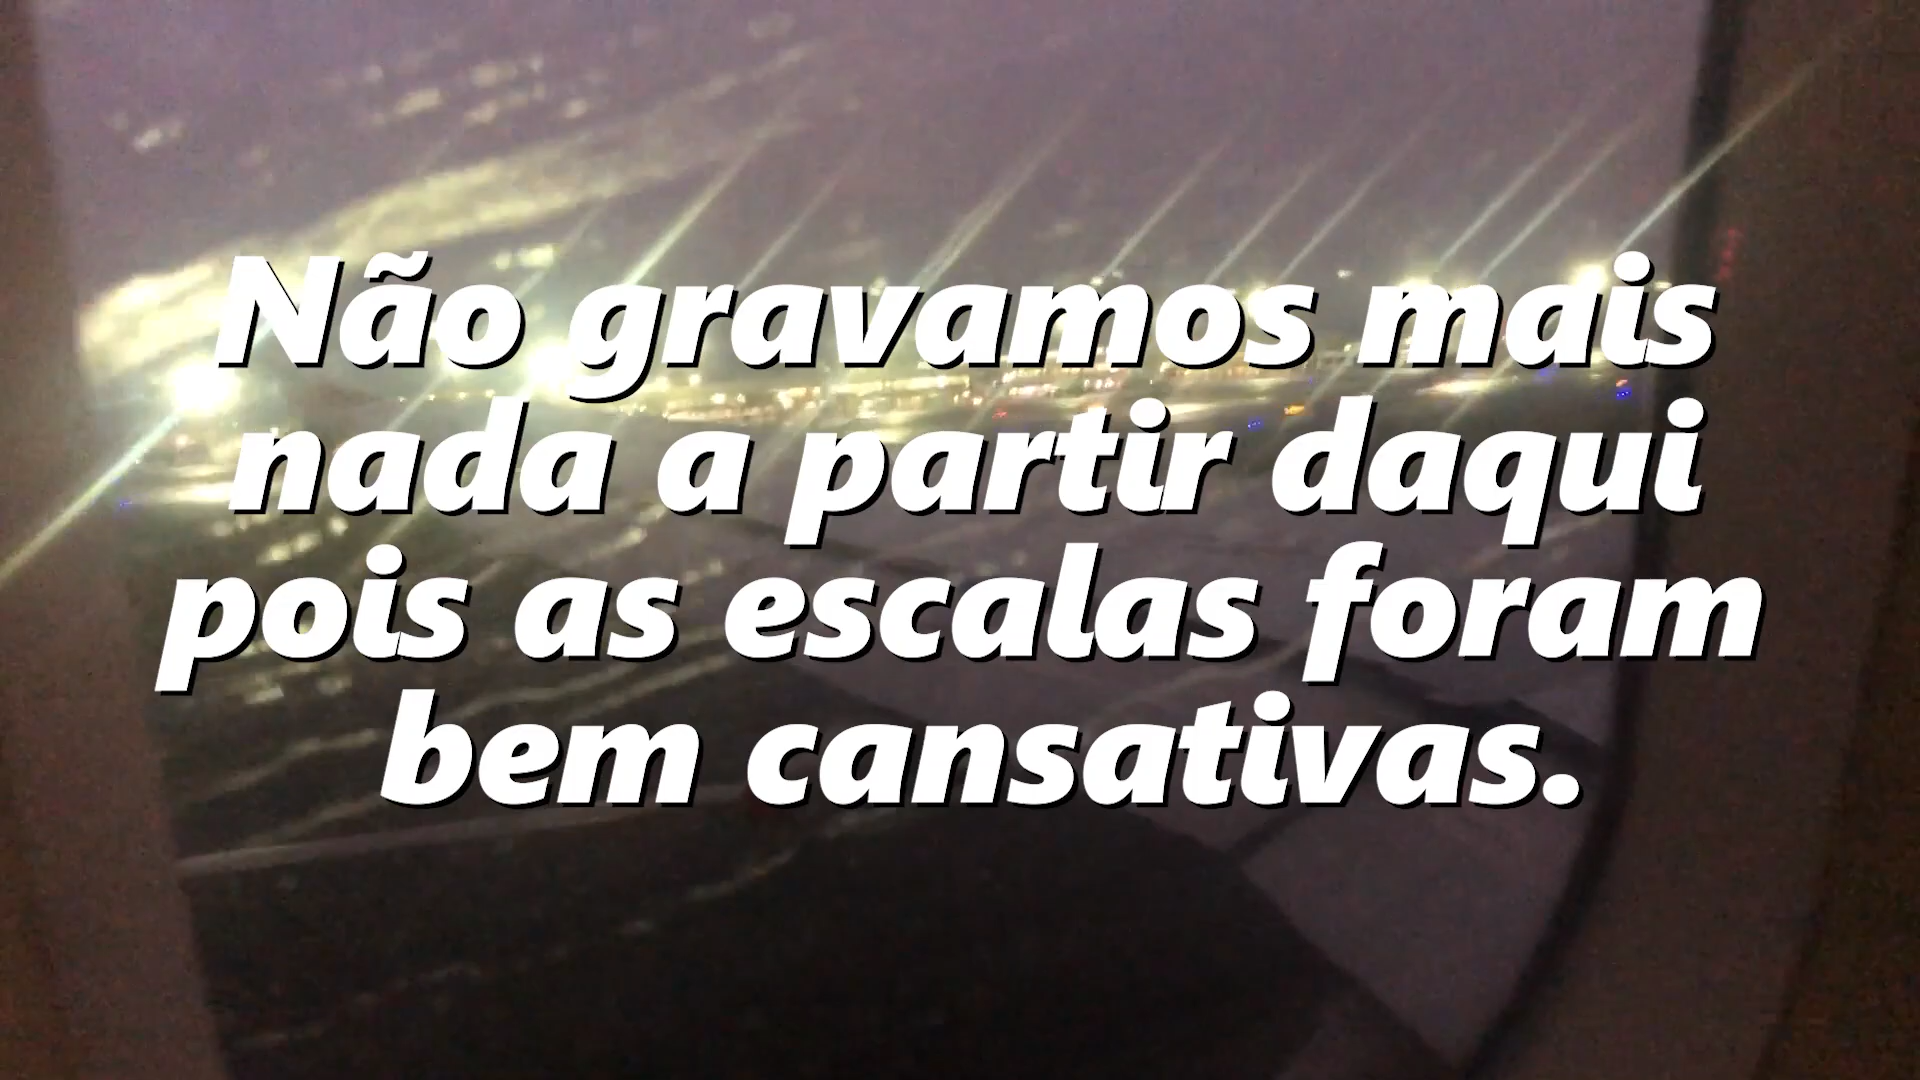 Não gravamos mais
nada a partir daqui
pois as escalas foram
bem cansativas.